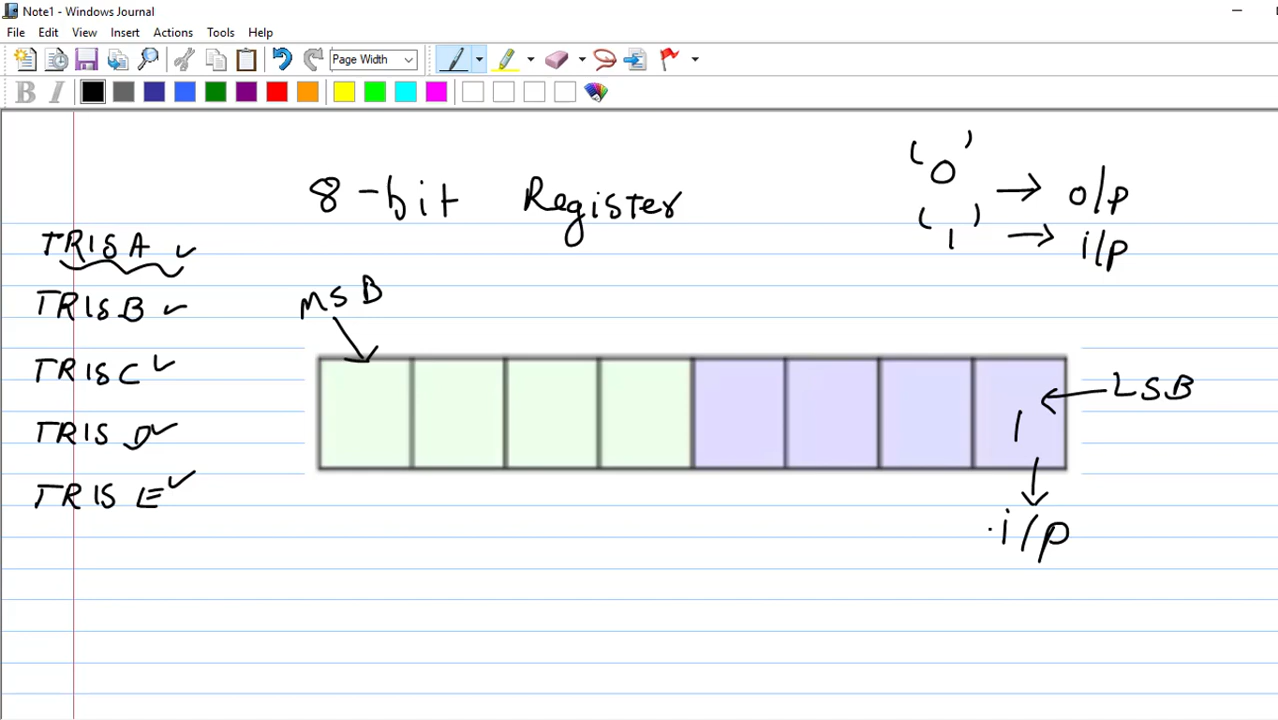 Note1 - Windows Journal
File Edit View Insert Actions Tools Help
Page Width
B I
8-bit Register
'0' → o/p
'1' → i/p
TRISA ✓
TRISB ✓
TRISC ✓
TRISD ✓
TRISE ✓
MSB
LSB
1
i/p